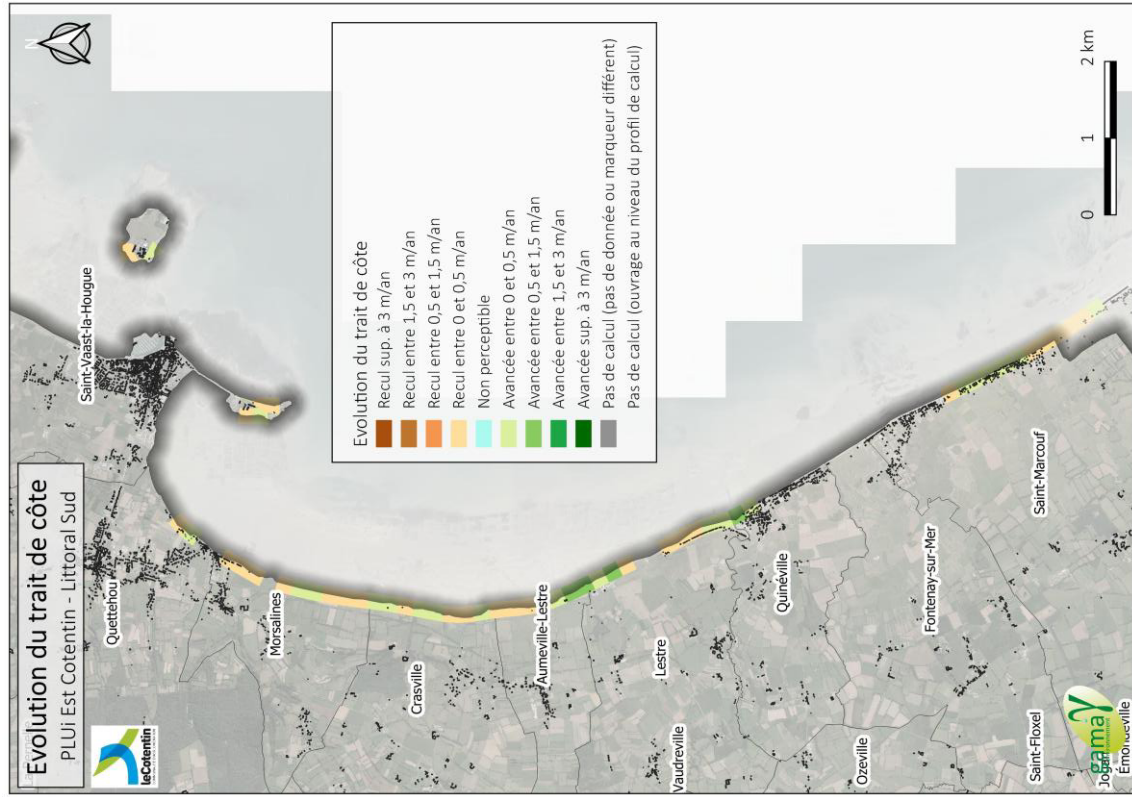 Evolution du trait de côte
PLUi Est Cotentin - Littoral Sud
leCotentin
N
Saint-Vaast-la-Hougue
Quettehou
Morsalines
Crasville
Aumeville-Lestre
Lestre
Vaudreville
Quinéville
Ozeville
Fontenay-sur-Mer
Saint-Marcouf
Saint-Floxel
Émondeville
gama
Evolution du trait de côte
Recul sup. à 3 m/an
Recul entre 1,5 et 3 m/an
Recul entre 0,5 et 1,5 m/an
Recul entre 0 et 0,5 m/an
Non perceptible
Avancée entre 0 et 0,5 m/an
Avancée entre 0,5 et 1,5 m/an
Avancée entre 1,5 et 3 m/an
Avancée sup. à 3 m/an
Pas de calcul (pas de donnée ou marqueur différent)
Pas de calcul (ouvrage au niveau du profil de calcul)
0 1 2 km